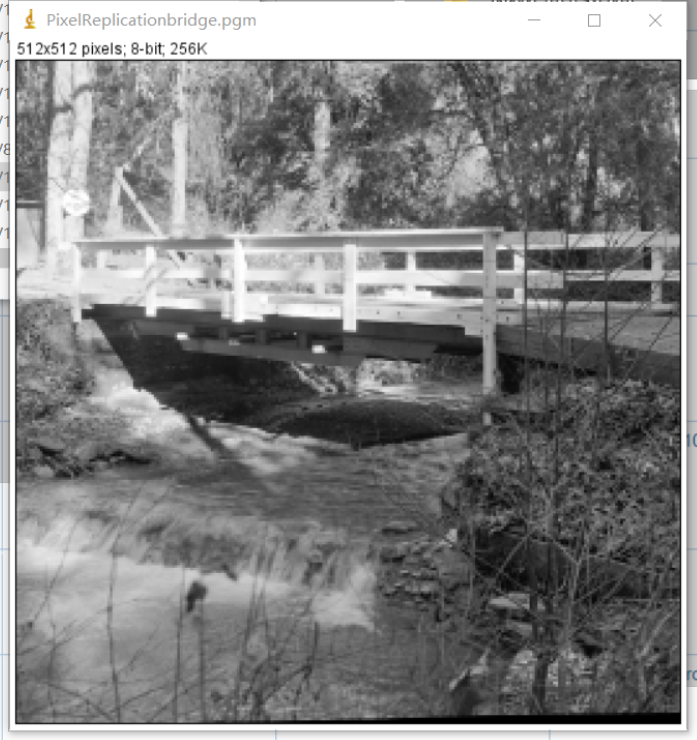 PixelReplicationbridge.pgm
512x512 pixels; 8-bit; 256K